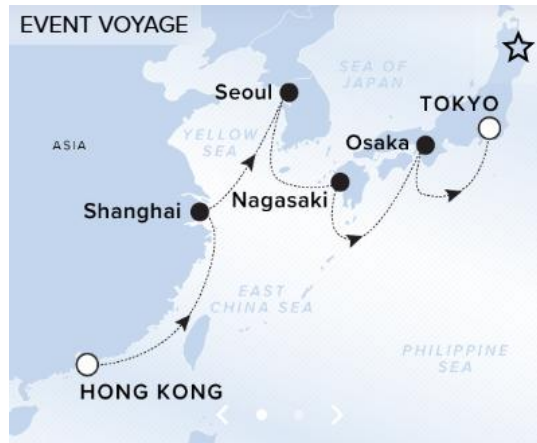 EVENT VOYAGE
SEA OF
JAPAN
Seoul
TOKYO
ASIA
YELLOW
SEA
Osaka
Nagasaki
Shanghai
EAST
CHINA SEA
PHILIPPINE
SEA
HONG KONG